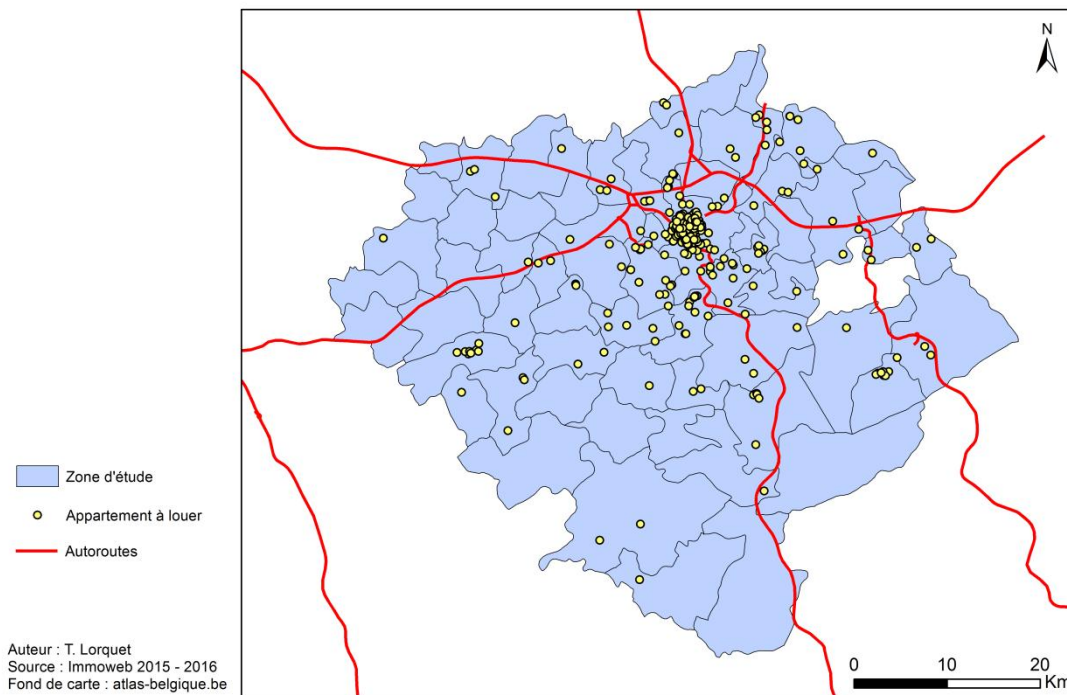 N
Zone d'étude
Appartement à louer
Autoroutes
Auteur : T. Lorquet
Source : Immoweb 2015 - 2016
Fond de carte : atlas-belgique.be
0 10 20
Km